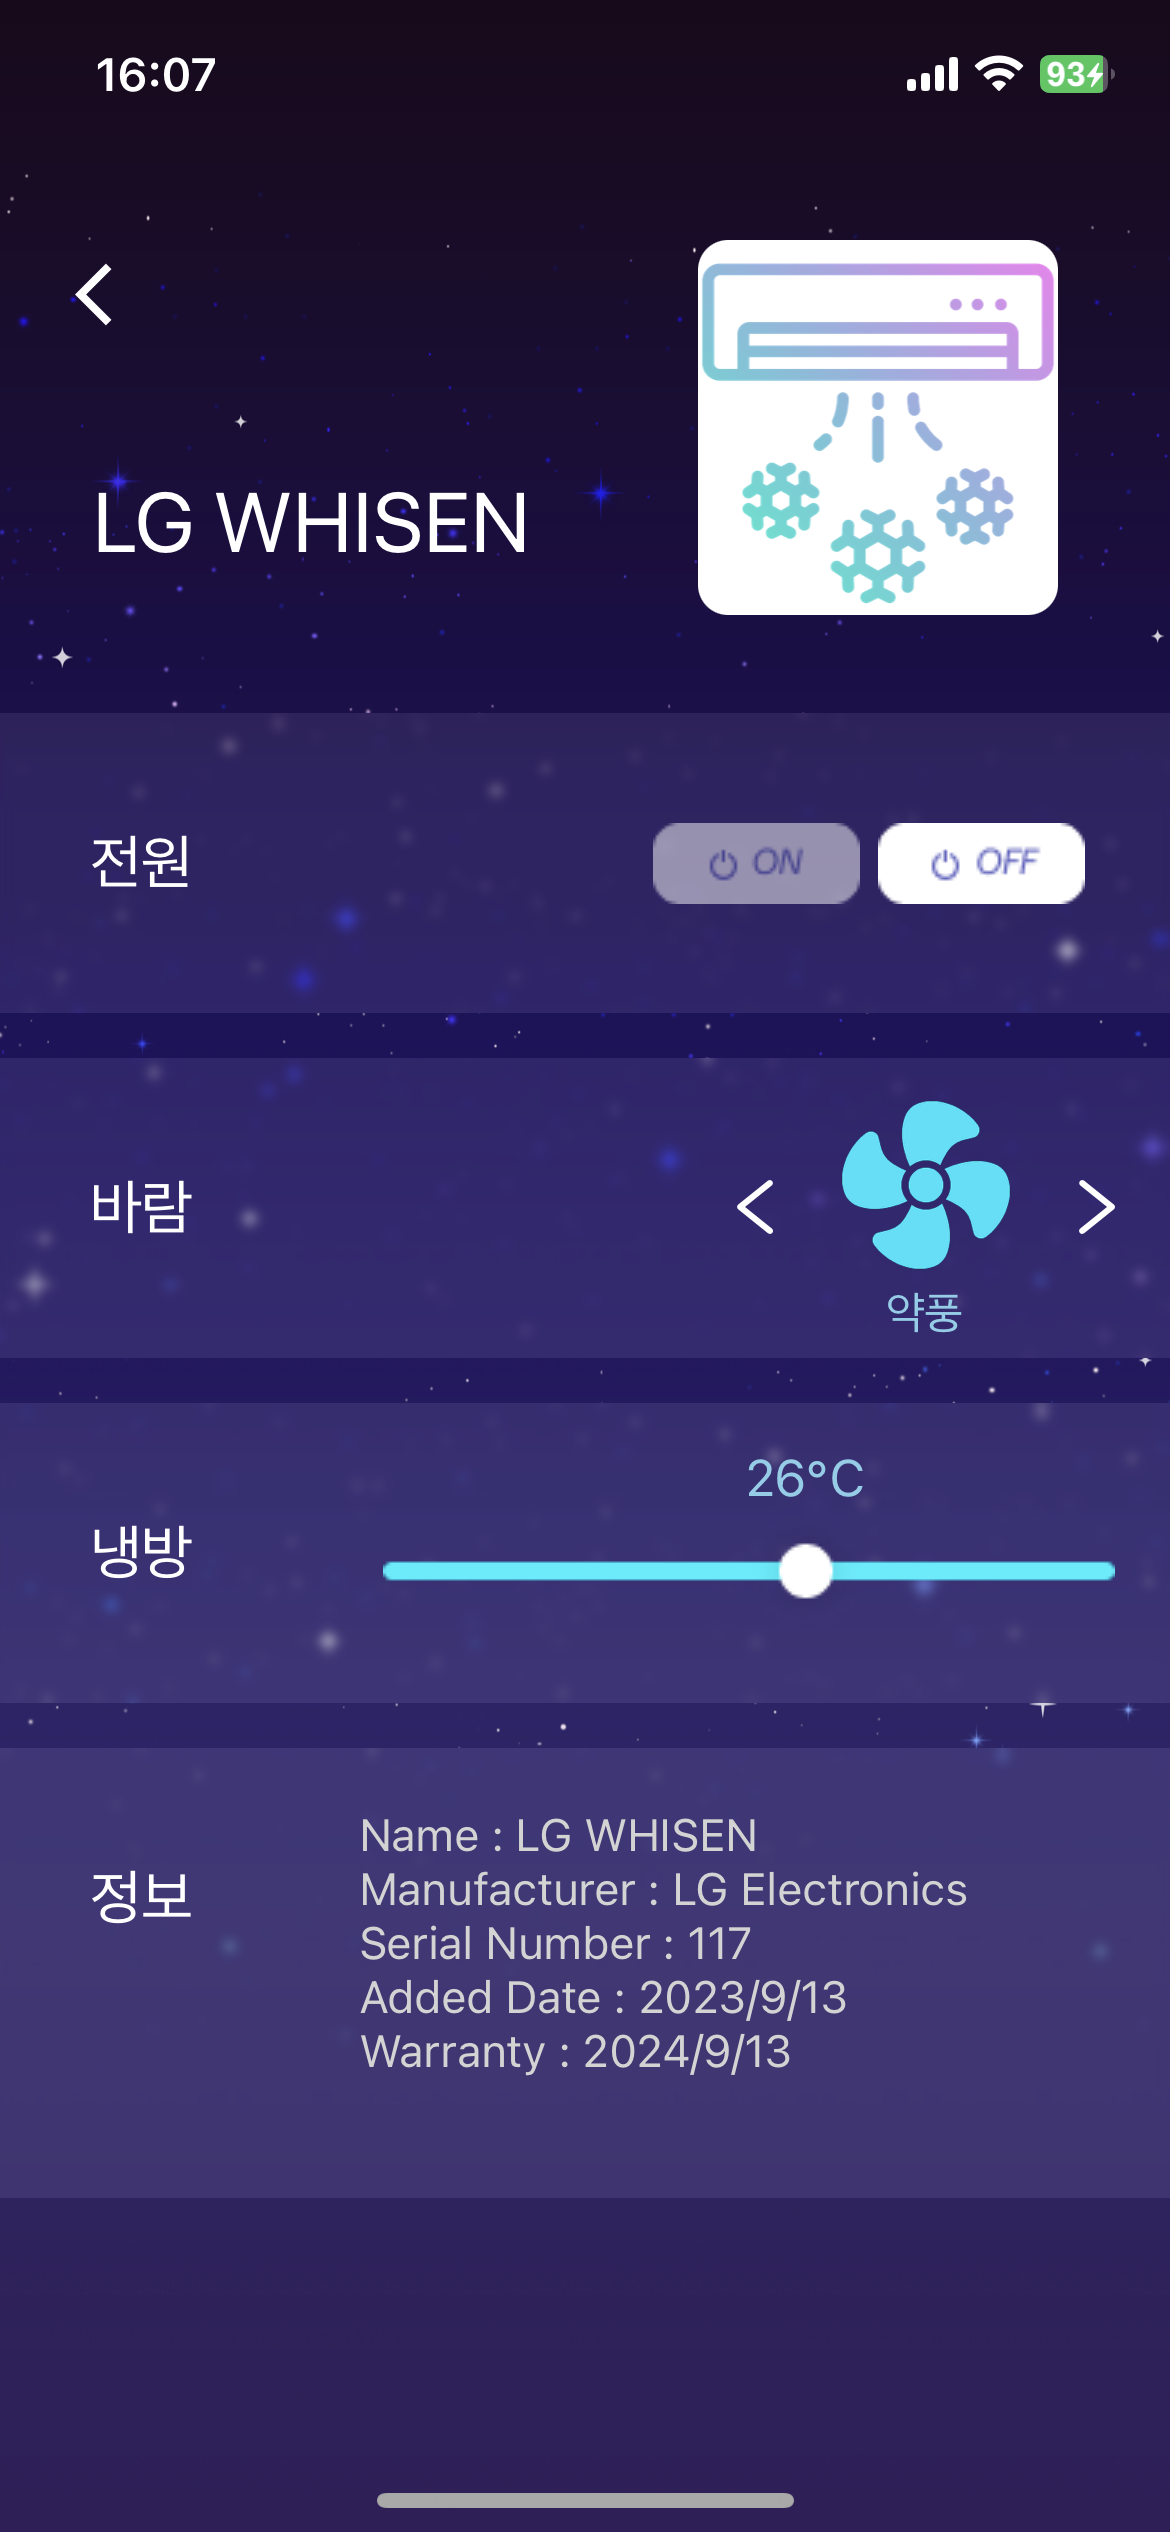 16:07
93
LG WHISEN
전원
ON
OFF
바람
약풍
26°C
냉방
정보
Name : LG WHISEN
Manufacturer : LG Electronics
Serial Number : 117
Added Date : 2023/9/13
Warranty : 2024/9/13